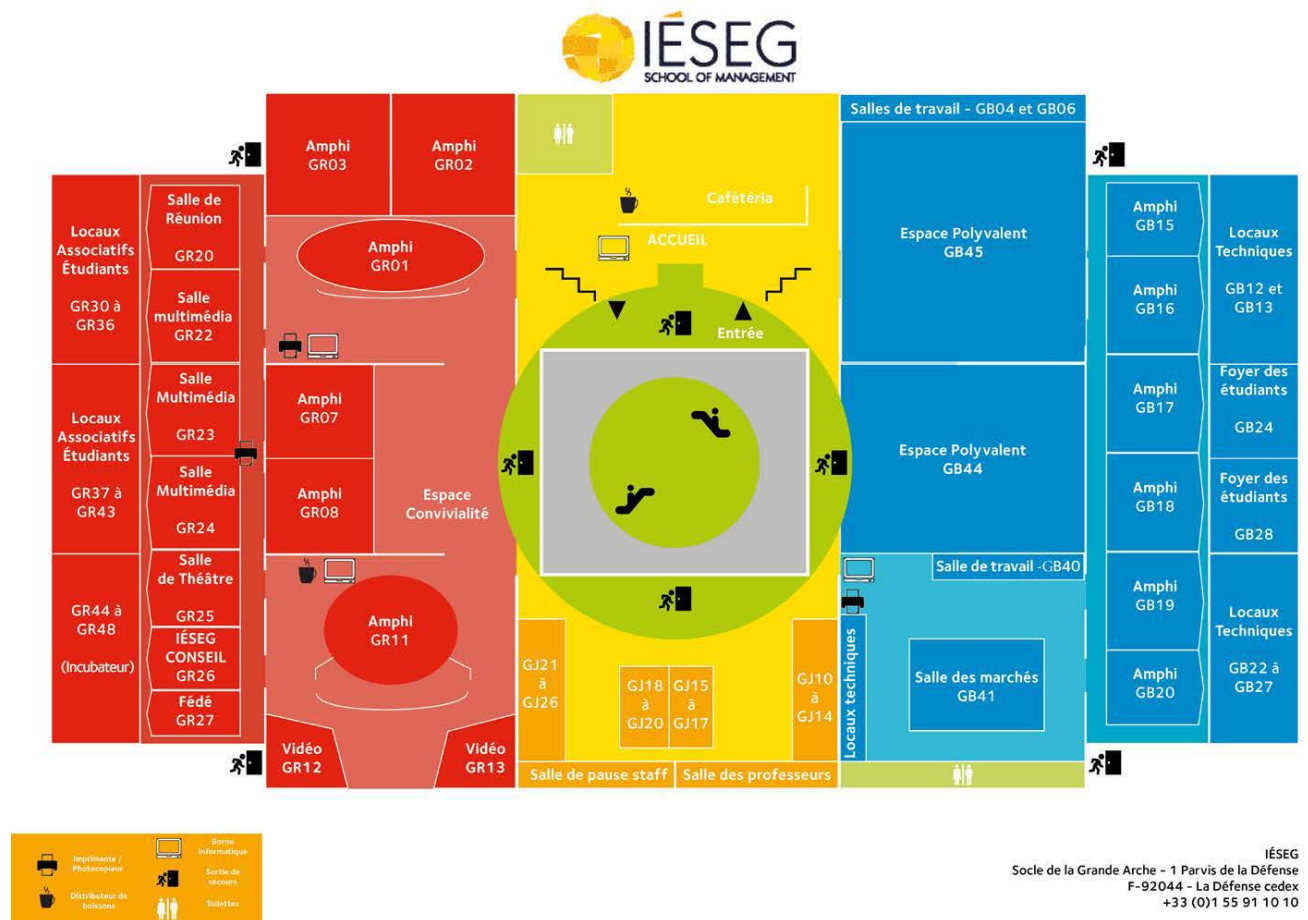 IÉSEG
SCHOOL OF MANAGEMENT
Amphi
GR03
Amphi
GR02
Salles de travail - GB04 et GB06
Locaux
Associatifs
Étudiants
GR30 à
GR36
Salle de
Réunion
GR20
Amphi
GR01
Cafétéria
ACCUEIL
Entrée
Espace Polyvalent
GB45
Amphi
GB15
Locaux
Techniques
GB12 et
GB13
Salle
multimédia
GR22
Amphi
GB16
Locaux
Associatifs
Étudiants
GR37 à
GR43
Salle
Multimédia
GR23
Amphi
GR07
Espace Polyvalent
GB44
Amphi
GB17
Foyer des
étudiants
GB24
Salle
Multimédia
GR24
Amphi
GR08
Espace
Convivialité
Amphi
GB18
Foyer des
étudiants
GB28
GR44 à
GR48
(Incubateur)
Salle
de Théâtre
GR25
Amphi
GR11
Salle de travail -GB40
Amphi
GB19
Locaux
Techniques
GB22 à
GB27
IÉSEG
CONSEIL
GR26
Fédé
GR27
GJ21
à
GJ26
GJ18
à
GJ20
GJ15
à
GJ17
GJ10
à
GJ14
Locaux techniques
Salle des marchés
GB41
Amphi
GB20
Vidéo
GR12
Vidéo
GR13
Salle de pause staff
Salle des professeurs
Imprimante /
Photocopieur
Borne
Informatique
Distributeur de
boissons
Sortie de
secours
Toilettes
IÉSEG
Socle de la Grande Arche - 1 Parvis de la Défense
F-92044 - La Défense cedex
+33 (0)1 55 91 10 10